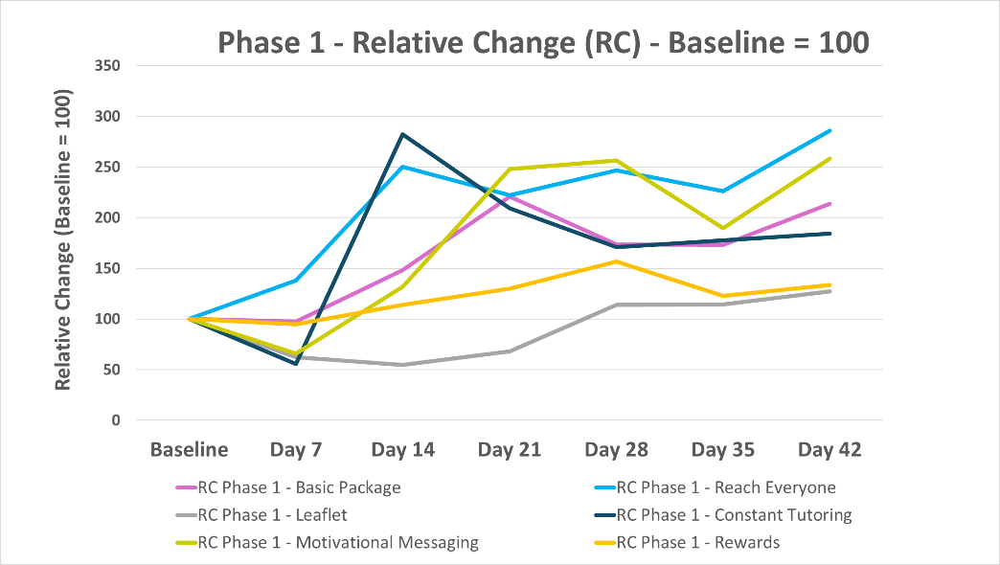 Phase 1 - Relative Change (RC) - Baseline = 100
Relative Change (Baseline = 100)
350
300
250
200
150
100
50
0
Baseline Day 7 Day 14 Day 21 Day 28 Day 35 Day 42
RC Phase 1 - Basic Package RC Phase 1 - Reach Everyone
RC Phase 1 - Leaflet RC Phase 1 - Constant Tutoring
RC Phase 1 - Motivational Messaging RC Phase 1 - Rewards